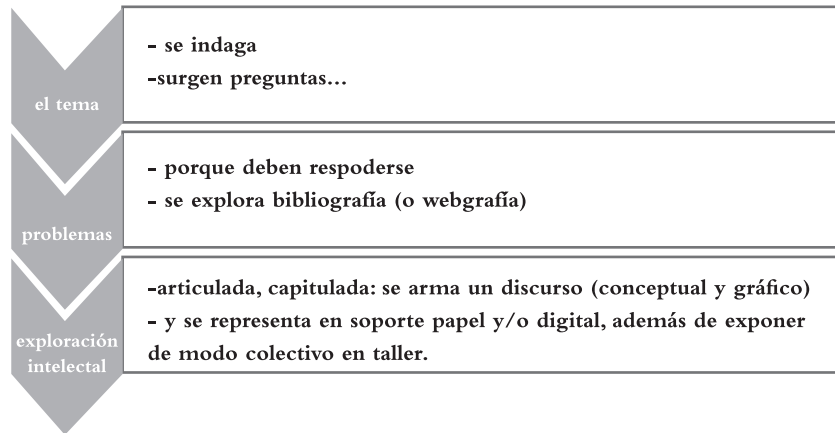 - se indaga
-surgen preguntas...
el tema
- porque deben respoderse
- se explora bibliografía (o webgrafía)
problemas
-articulada, capitulada: se arma un discurso (conceptual y gráfico)
- y se representa en soporte papel y/o digital, además de exponer
de modo colectivo en taller.
exploración
intelectal